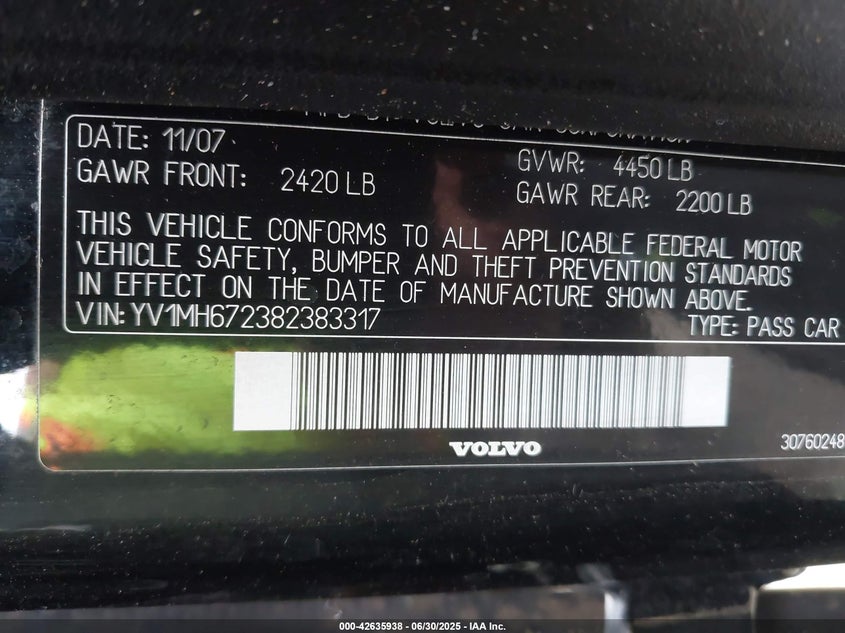 DATE: 11/07
GVWR: 4450 LB
GAWR FRONT: 2420 LB
GAWR REAR: 2200 LB
THIS VEHICLE CONFORMS TO ALL APPLICABLE FEDERAL MOTOR
VEHICLE SAFETY, BUMPER AND THEFT PREVENTION STANDARDS
IN EFFECT ON THE DATE OF MANUFACTURE SHOWN ABOVE.
VIN: YV1MH672382383317
TYPE: PASS CAR
VOLVO
30760248
000-42635938 - 06/30/2025 - IAA Inc.